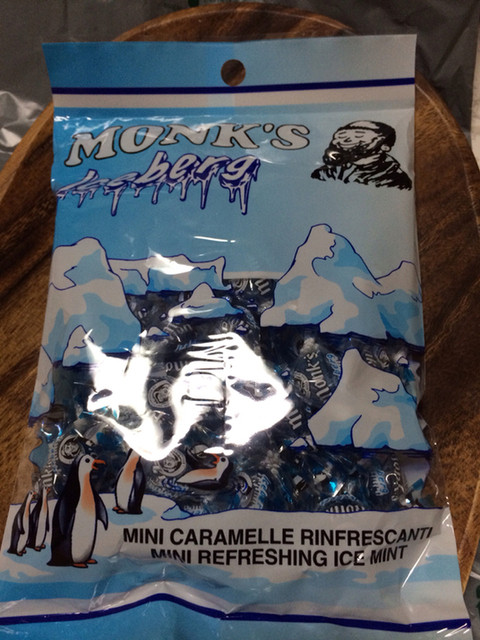 MONK'S
Iceberg
MINI CARAMELLE RINFRESCANTI
MINI REFRESHING ICE MINT